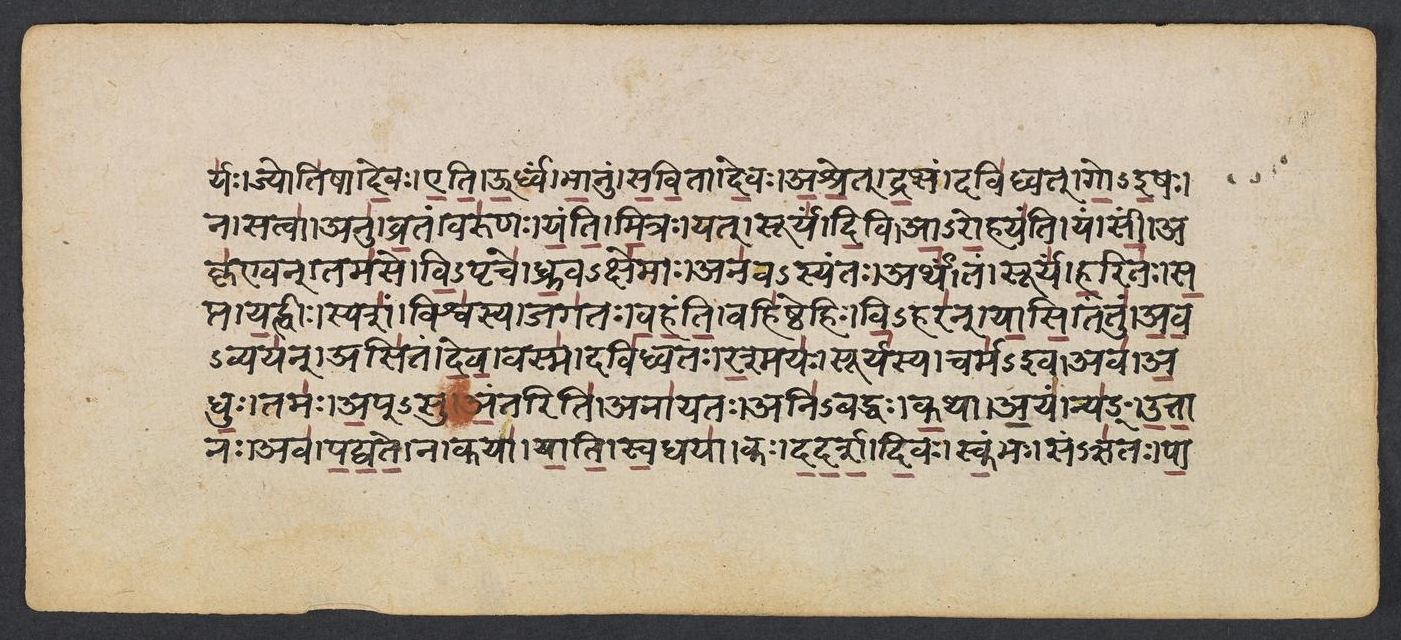 र्यः।ज्योतिषा।देवः।एति।ऊर्ध्वं।भानुं।सविता।देवः।अश्रेत्।द्रप्सं।दविध्वत्।गोऽइषः।
न।सत्वा।अनु।व्रतं।वरुणः।यंति।मित्रः।यत्।सूर्यं।दिवि।आऽरोहयंति।यं।सीं।अ
कृण्वन्।तमसे।विऽपृचे।ध्रुवऽक्षेमाः।अनवऽस्यंतः।अर्थं।तं।सूर्यं।हरितः।स
प्त।यह्वीः।स्पशं।विश्वस्य।जगतः।वहंति।वहिष्ठेहिः।विऽहरन्।यासि।तंतुं।अव
ऽव्ययन्।असितं।देव।वस्म।दविध्वतः।रश्मयः।सूर्यस्य।चर्मऽइव।अव।अ
धुः।तमः।अप्ऽसु।अंतरिति।अनायतः।अनिऽबद्धः।कथा।अयं।न्यङ्।उत्ता
नः।अव।पद्यते।न।कया।याति।स्वधया।कः।ददर्श।दिवः।स्कंभः।संऽऋतः।पा